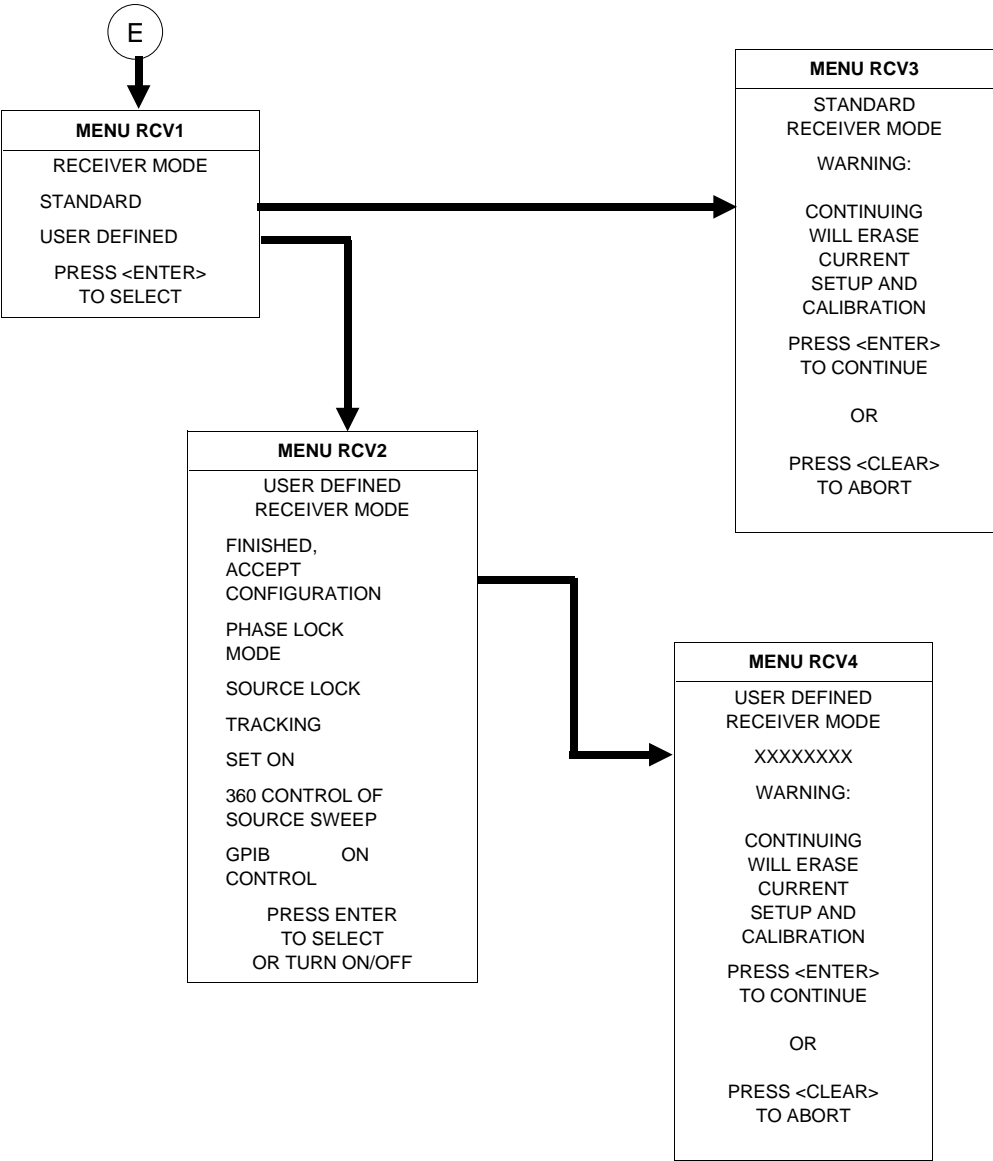 E
MENU RCV1
RECEIVER MODE
STANDARD
USER DEFINED
PRESS <ENTER>
TO SELECT
MENU RCV3
STANDARD
RECEIVER MODE
WARNING:
CONTINUING
WILL ERASE
CURRENT
SETUP AND
CALIBRATION
PRESS <ENTER>
TO CONTINUE
OR
PRESS <CLEAR>
TO ABORT
MENU RCV2
USER DEFINED
RECEIVER MODE
FINISHED,
ACCEPT
CONFIGURATION
PHASE LOCK
MODE
SOURCE LOCK
TRACKING
SET ON
360 CONTROL OF
SOURCE SWEEP
GPIB ON
CONTROL
PRESS ENTER
TO SELECT
OR TURN ON/OFF
MENU RCV4
USER DEFINED
RECEIVER MODE
XXXXXXXX
WARNING:
CONTINUING
WILL ERASE
CURRENT
SETUP AND
CALIBRATION
PRESS <ENTER>
TO CONTINUE
OR
PRESS <CLEAR>
TO ABORT